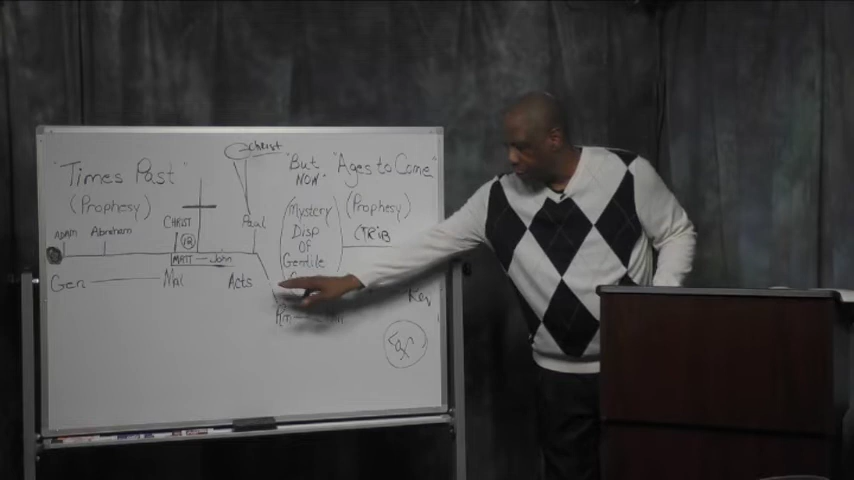 Christ
"Times Past"
"But NOW"
"Ages to Come"
(Prophesy)
(Mystery
Disp
Of
Gentile
(Prophesy)
ADAM
Abraham
CHRIST
Paul
TRIB
MATT — John
Gen — Mal
Acts
Rev
Rm